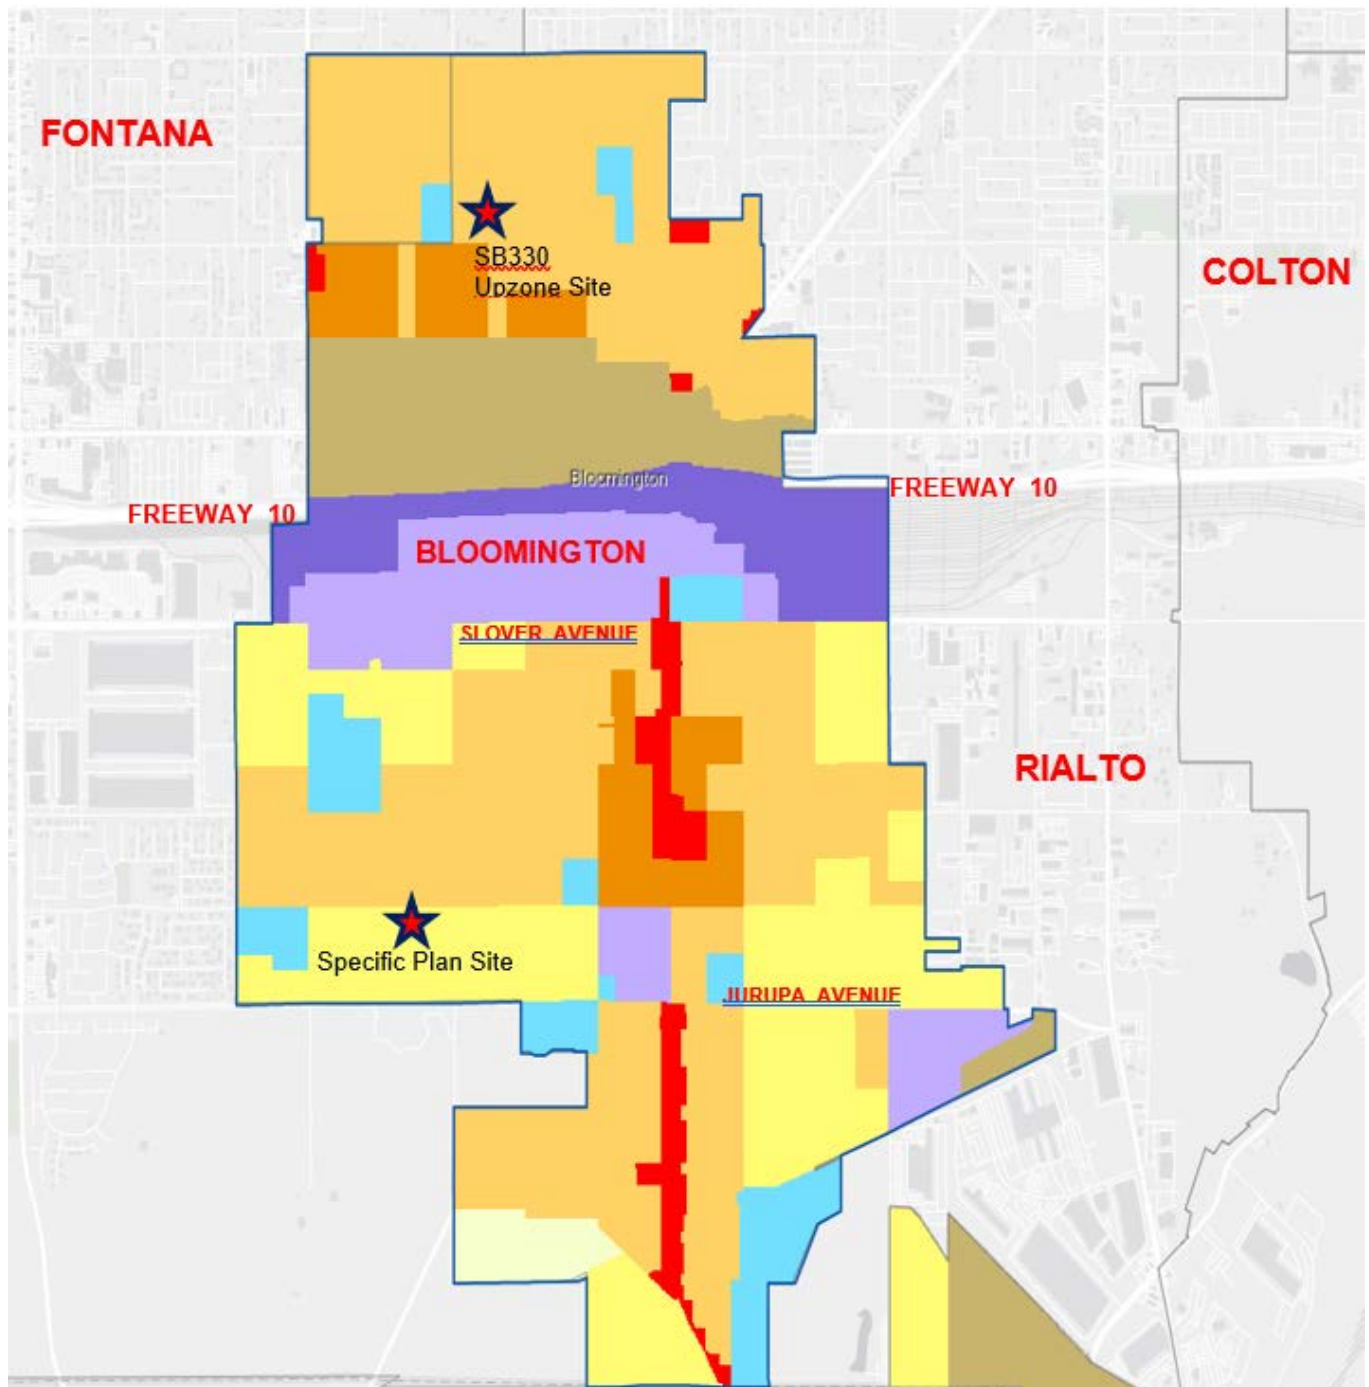 FONTANA
COLTON
SB330
Upzone Site
Bloomington
FREEWAY 10
FREEWAY 10
BLOOMINGTON
SLOVER AVENUE
RIALTO
Specific Plan Site
JURUPA AVENUE